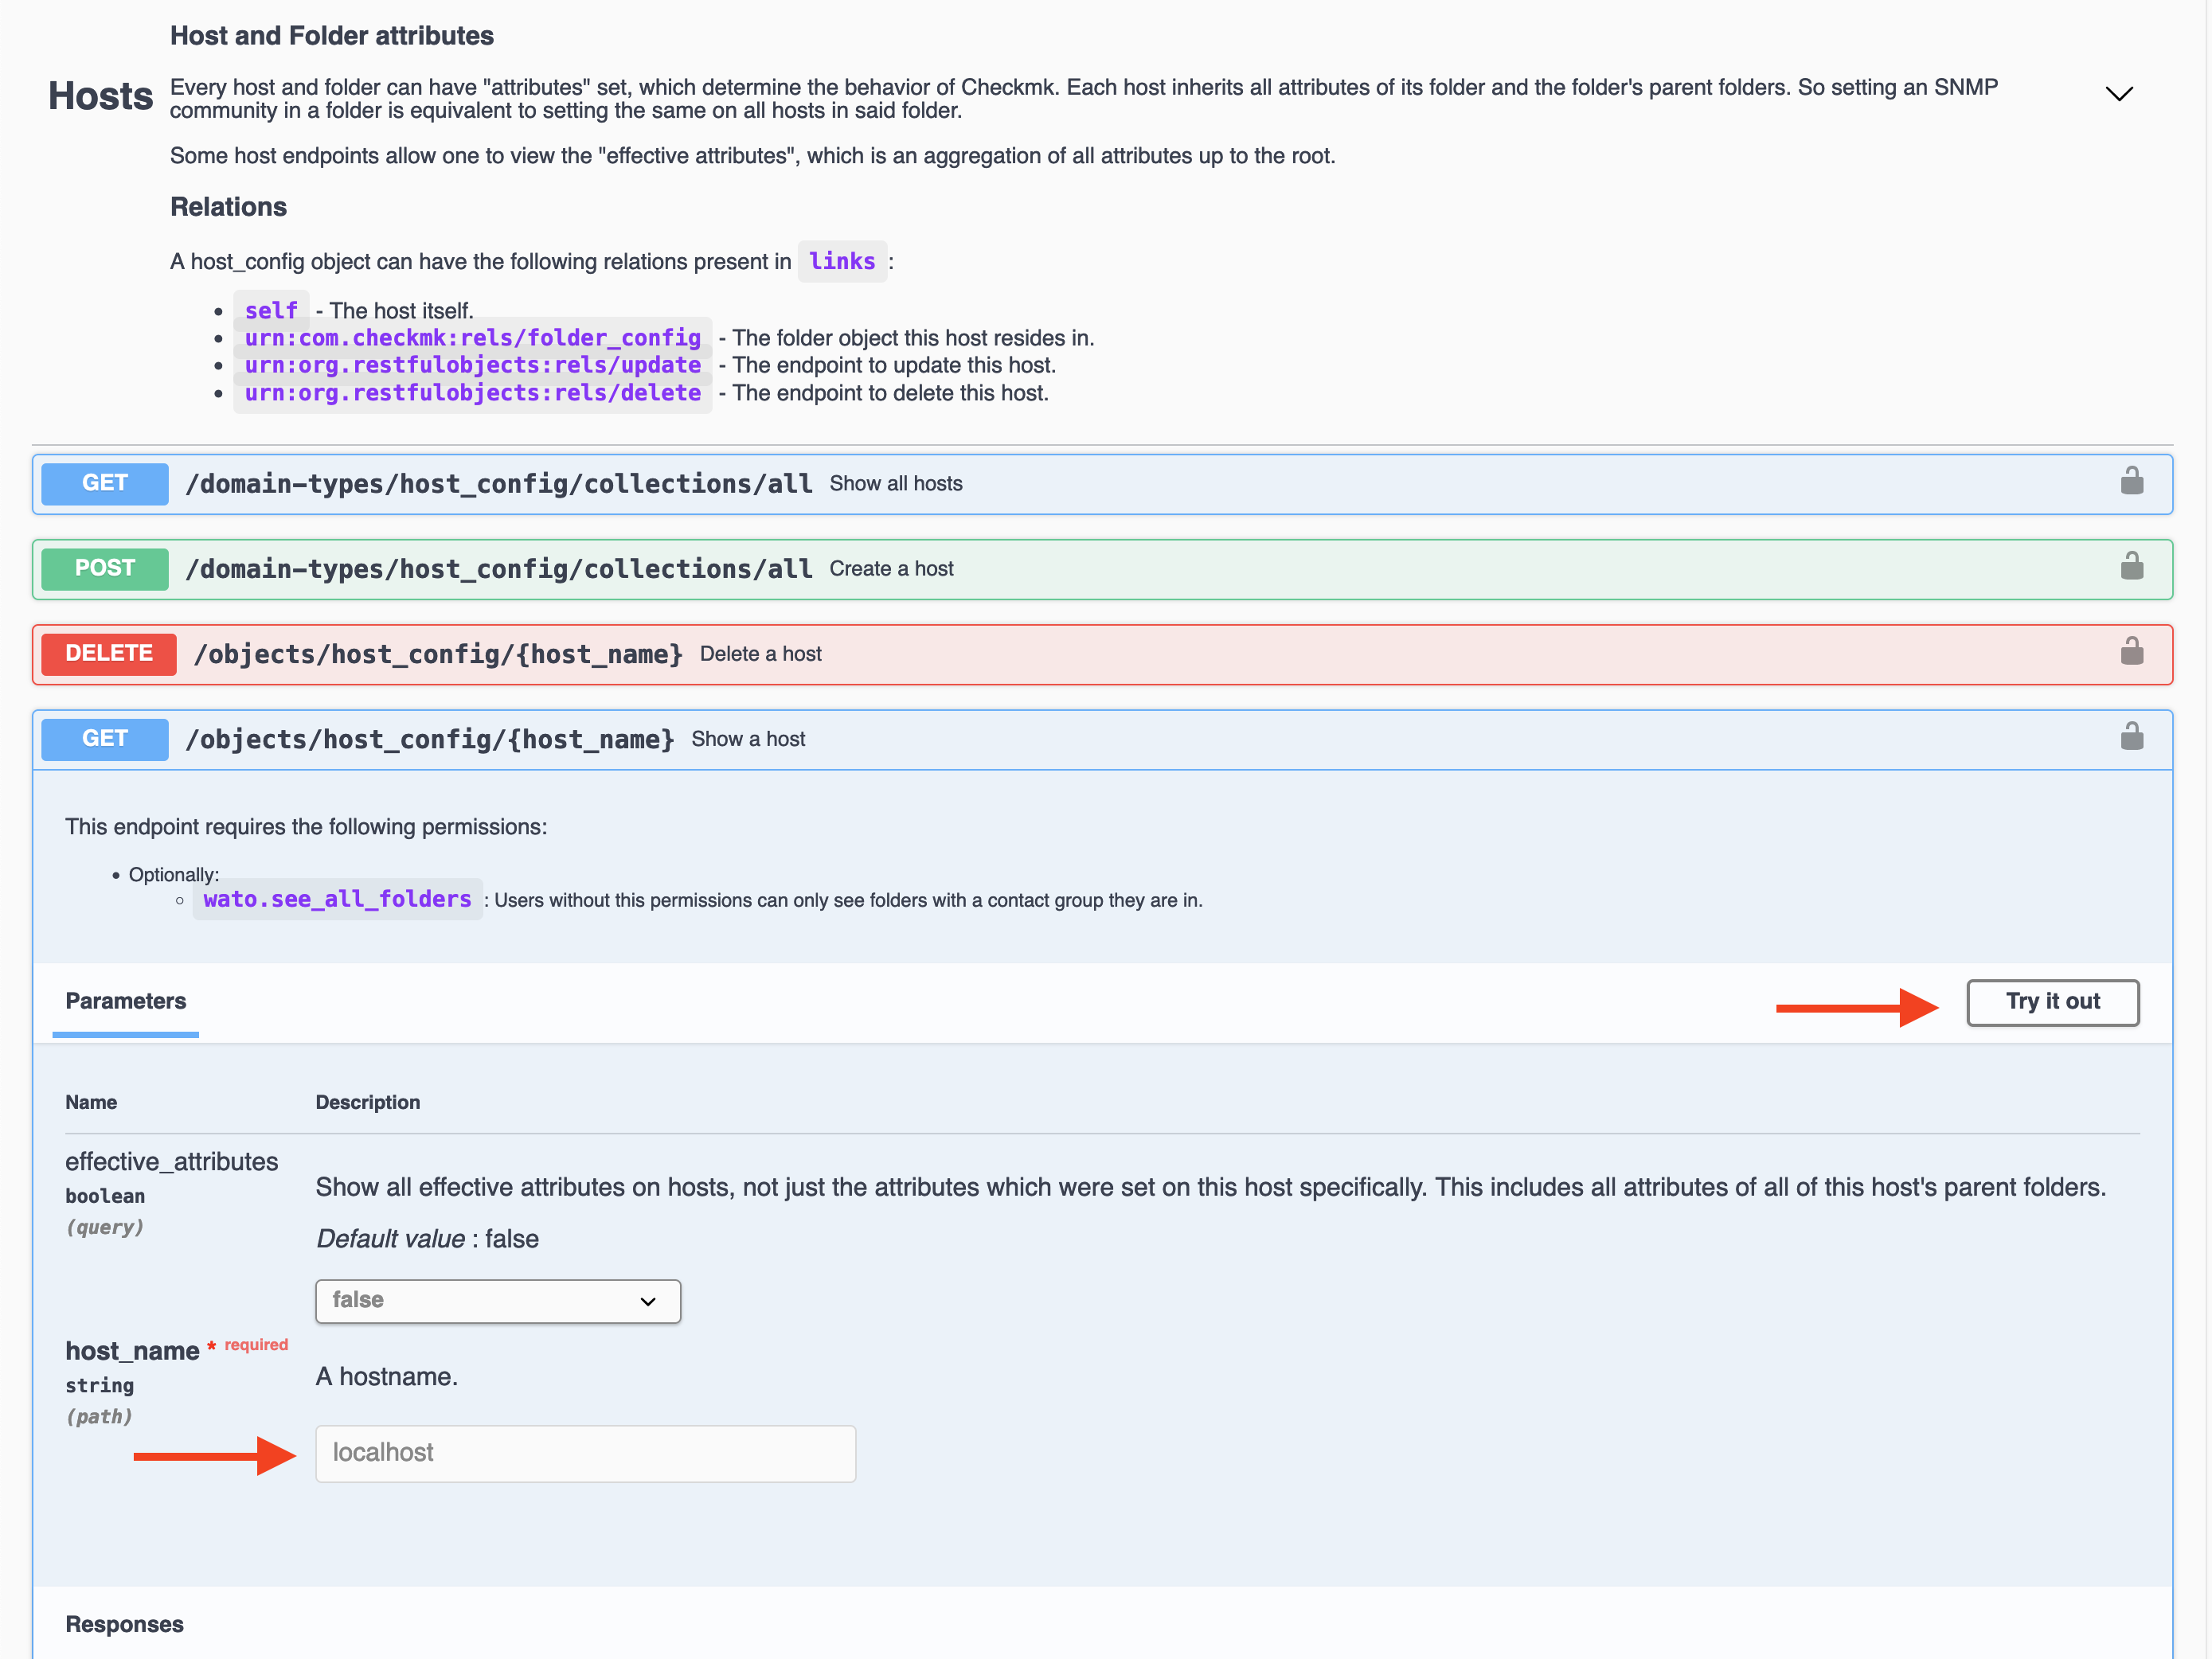 Host and Folder attributes
Hosts
Every host and folder can have "attributes" set, which determine the behavior of Checkmk. Each host inherits all attributes of its folder and the folder's parent folders. So setting an SNMP
community in a folder is equivalent to setting the same on all hosts in said folder.
Some host endpoints allow one to view the "effective attributes", which is an aggregation of all attributes up to the root.
Relations
A host_config object can have the following relations present in links :
• self - The host itself.
• urn:com.checkmk:rels/folder_config - The folder object this host resides in.
• urn:org.restfulobjects:rels/update - The endpoint to update this host.
• urn:org.restfulobjects:rels/delete - The endpoint to delete this host.
GET /domain-types/host_config/collections/all Show all hosts
POST /domain-types/host_config/collections/all Create a host
DELETE /objects/host_config/{host_name} Delete a host
GET /objects/host_config/{host_name} Show a host
This endpoint requires the following permissions:
• Optionally:
◦ wato.see_all_folders : Users without this permissions can only see folders with a contact group they are in.
Parameters
Try it out
Name Description
effective_attributes
boolean
(query)
Show all effective attributes on hosts, not just the attributes which were set on this host specifically. This includes all attributes of all of this host's parent folders.
Default value : false
false
host_name * required
string
(path)
A hostname.
localhost
Responses